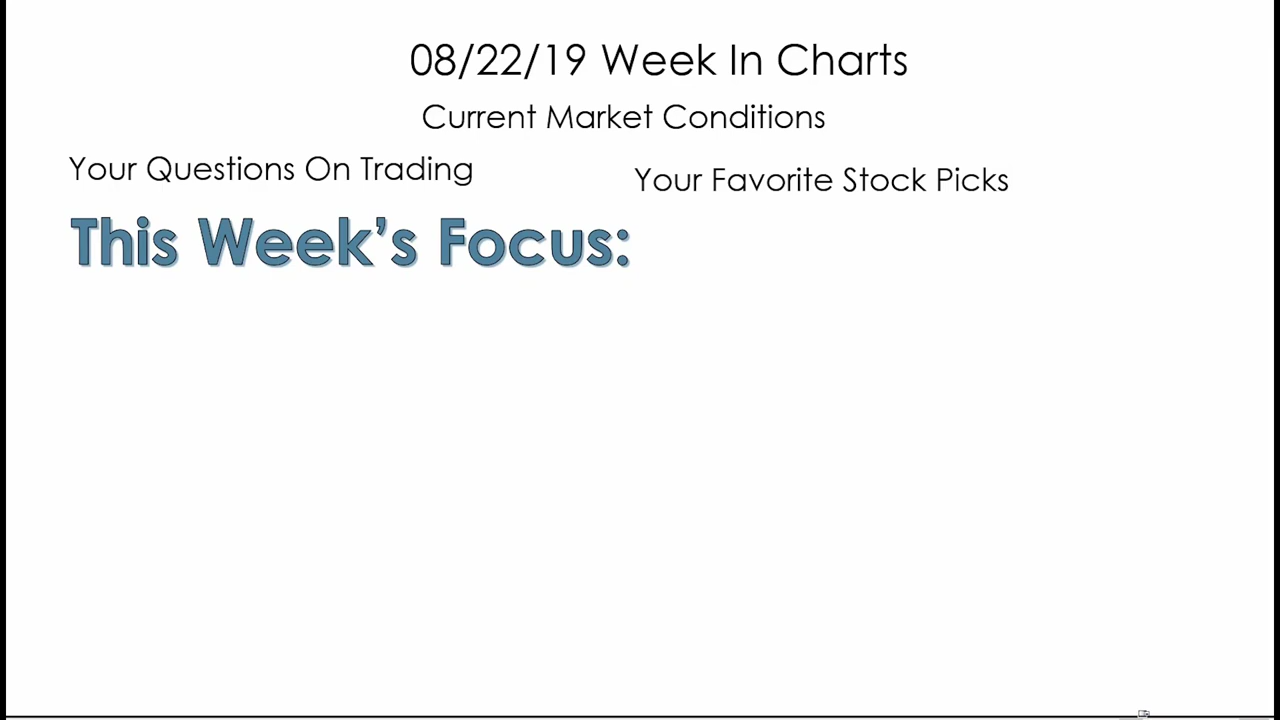 08/22/19 Week In Charts
Current Market Conditions
Your Questions On Trading
Your Favorite Stock Picks
This Week’s Focus: